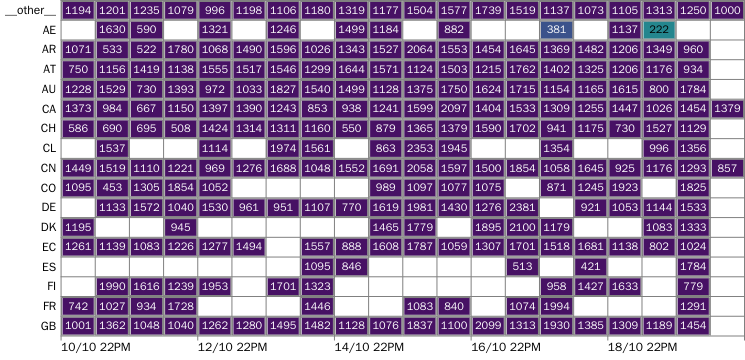 __other__ 1194 1201 1235 1079 996 1198 1106 1180 1319 1177 1504 1577 1739 1519 1137 1073 1105 1313 1250 1000
AE 1630 590 1321 1246 1499 1184 882 381 1137 222
AR 1071 533 522 1780 1068 1490 1596 1026 1343 1527 2064 1553 1454 1645 1369 1482 1206 1349 960
AT 750 1156 1419 1138 1555 1517 1546 1299 1644 1571 1124 1503 1215 1762 1402 1325 1206 1176 934
AU 1228 1529 730 1393 972 1033 1827 1540 1499 1128 1375 1750 1624 1715 1154 1165 1615 800 1784
CA 1373 984 667 1150 1397 1390 1243 853 938 1241 1599 2097 1404 1533 1309 1255 1447 1026 1454 1379
CH 586 690 695 508 1424 1314 1311 1160 550 879 1365 1379 1590 1702 941 1175 730 1527 1129
CL 1537 1114 1974 1561 863 2353 1945 1354 996 1356
CN 1449 1519 1110 1221 969 1276 1688 1048 1552 1691 2058 1597 1500 1854 1058 1645 925 1176 1293 857
CO 1095 453 1305 1854 1052 989 1097 1077 1075 871 1245 1923 1825
DE 1133 1572 1040 1530 961 951 1107 770 1619 1981 1430 1276 2381 921 1053 1144 1533
DK 1195 945 1465 1779 1895 2100 1179 1083 1333
EC 1261 1139 1083 1226 1277 1494 1557 888 1608 1787 1059 1307 1701 1518 1681 1138 802 1024
ES 1095 846 513 421 1784
FI 1990 1616 1239 1953 1701 1323 958 1427 1633 779
FR 742 1027 934 1728 1446 1083 840 1074 1994 1291
GB 1001 1362 1048 1040 1262 1280 1495 1482 1128 1076 1837 1100 2099 1313 1930 1385 1309 1189 1454
10/10 22PM 12/10 22PM 14/10 22PM 16/10 22PM 18/10 22PM